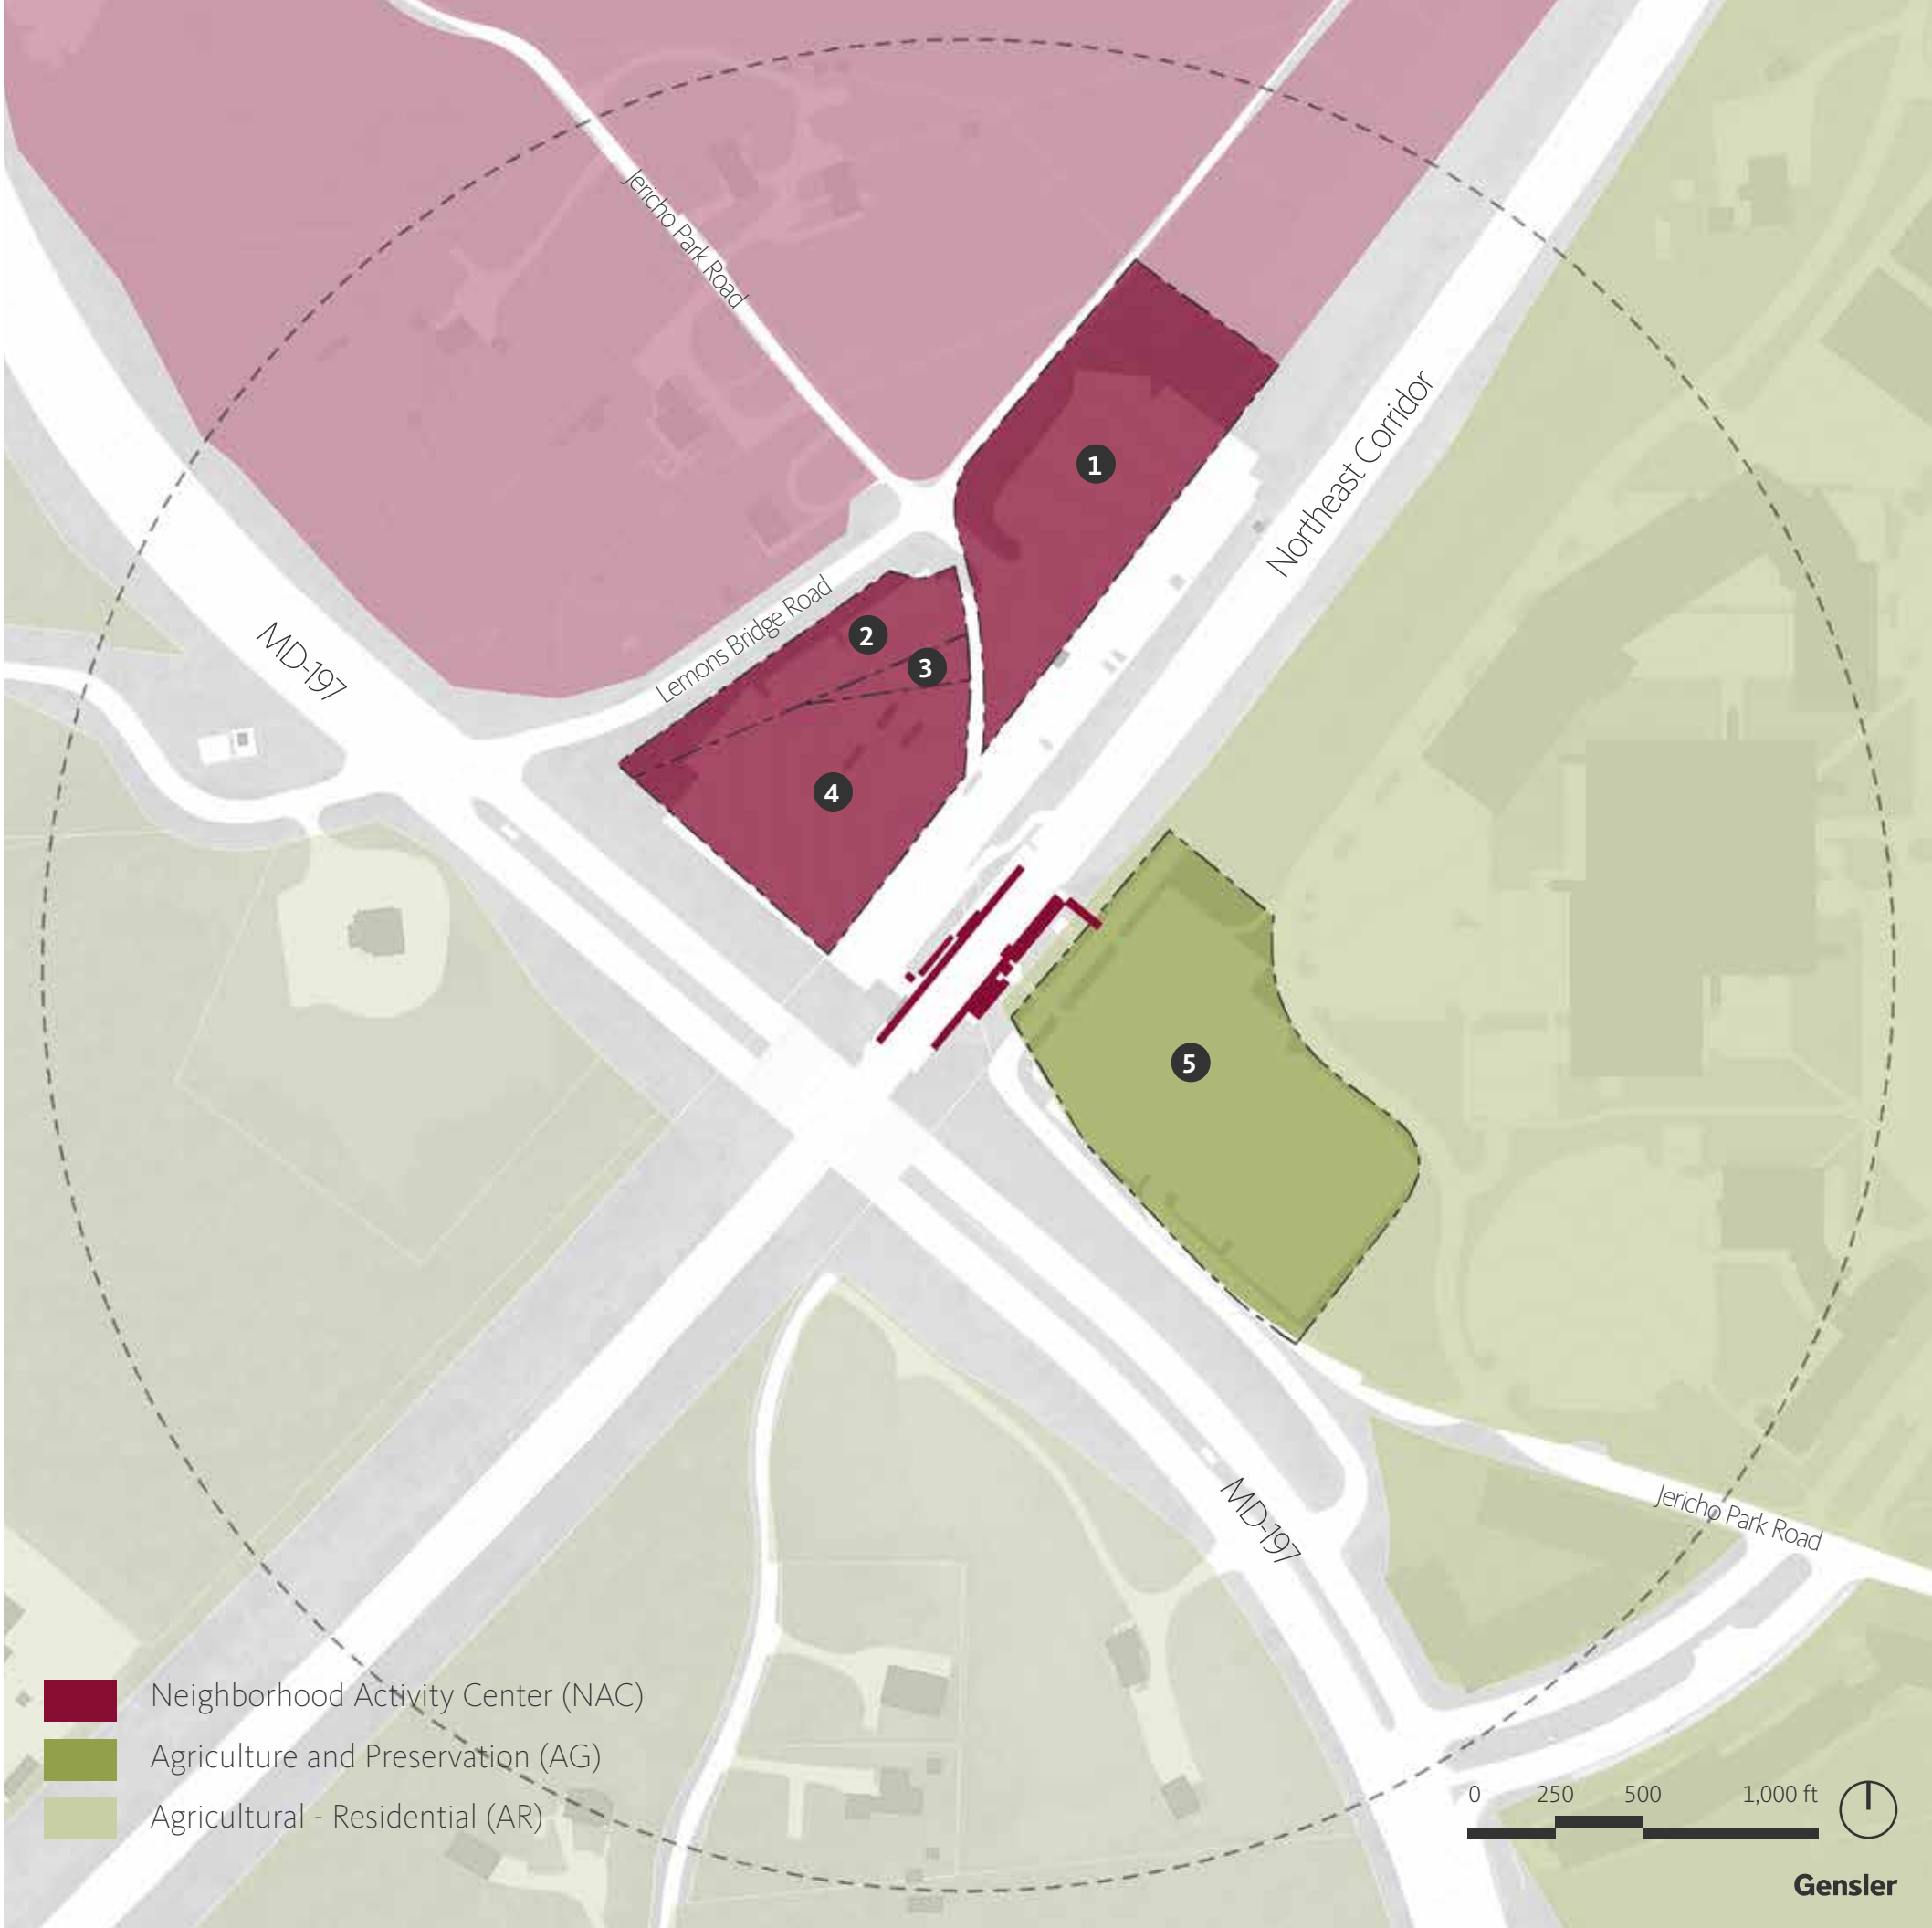 Jericho Park Road
Northeast Corridor
1
Lemons Bridge Road
2
MD-197
3
4
5
MD-197
Jericho Park Road
Neighborhood Activity Center (NAC)
Agriculture and Preservation (AG)
Agricultural - Residential (AR)
0 250 500 1,000 ft
Gensler